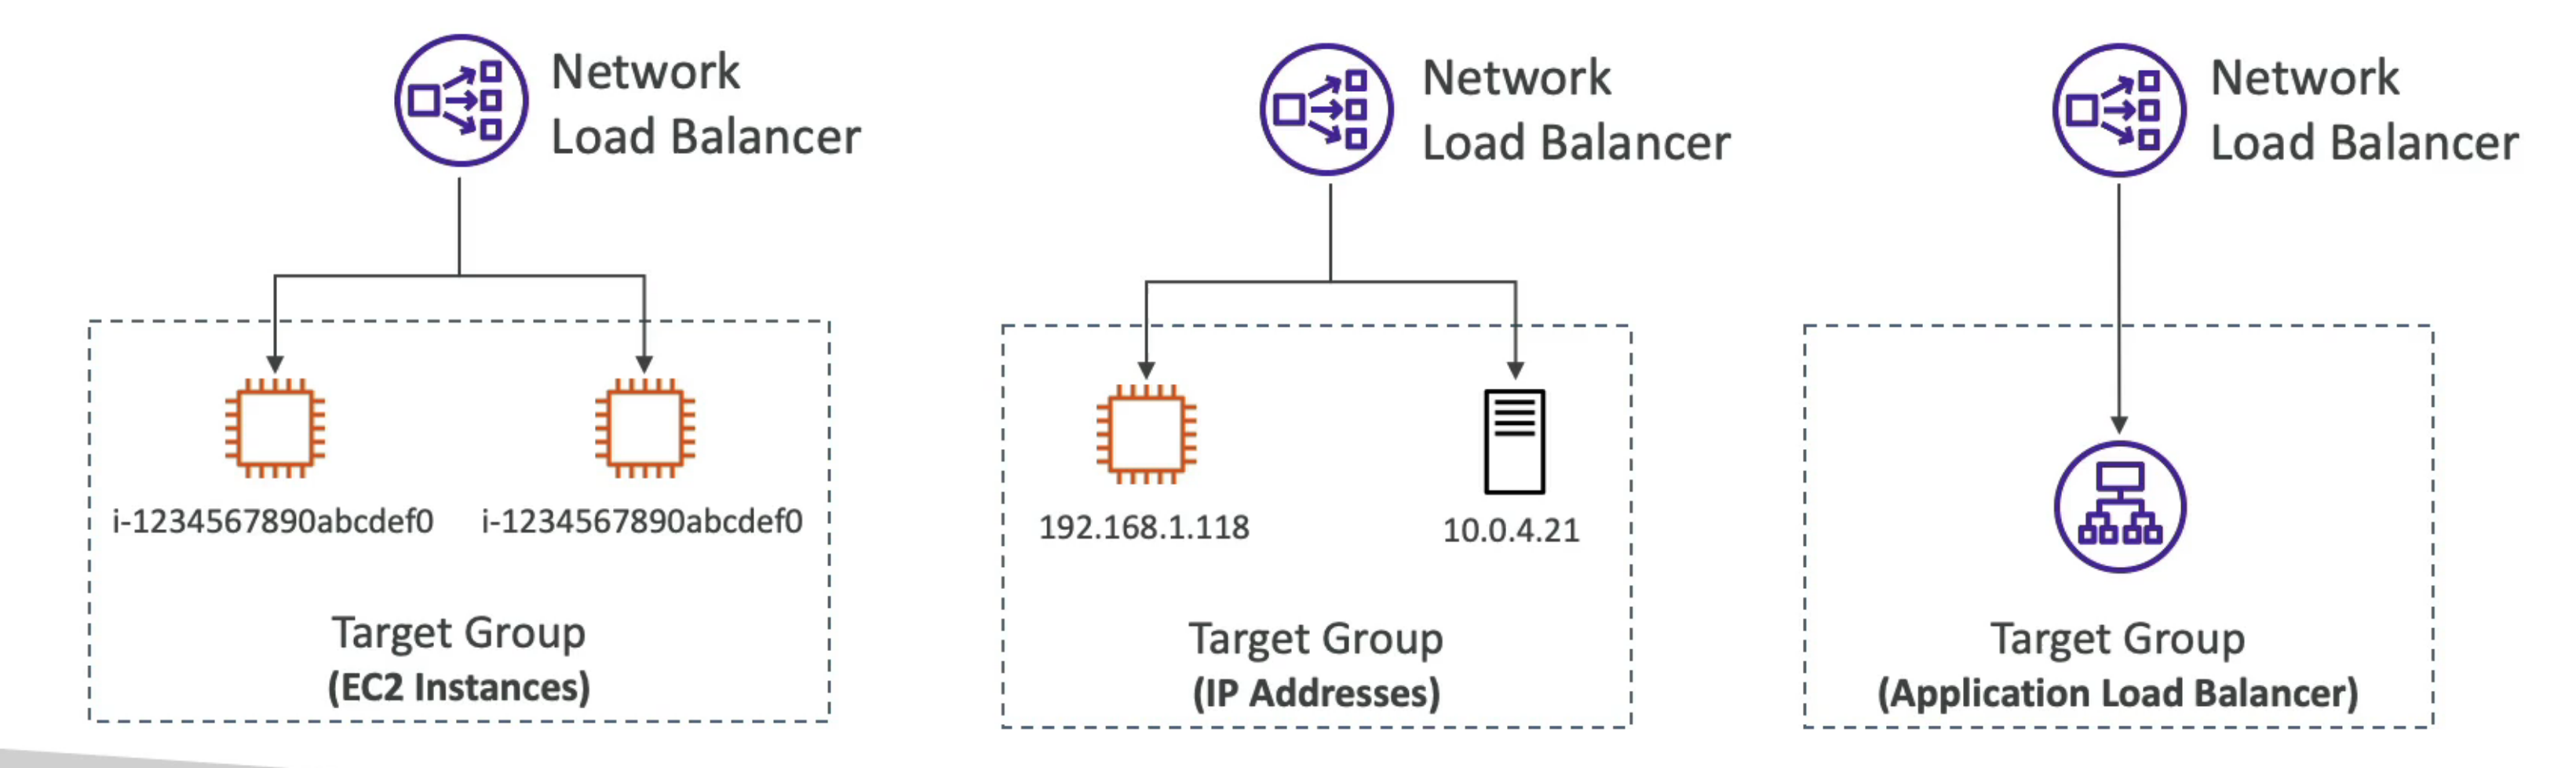 Network
Load Balancer
i-1234567890abcdef0
i-1234567890abcdef0
Target Group
(EC2 Instances)
Network
Load Balancer
192.168.1.118
10.0.4.21
Target Group
(IP Addresses)
Network
Load Balancer
Target Group
(Application Load Balancer)